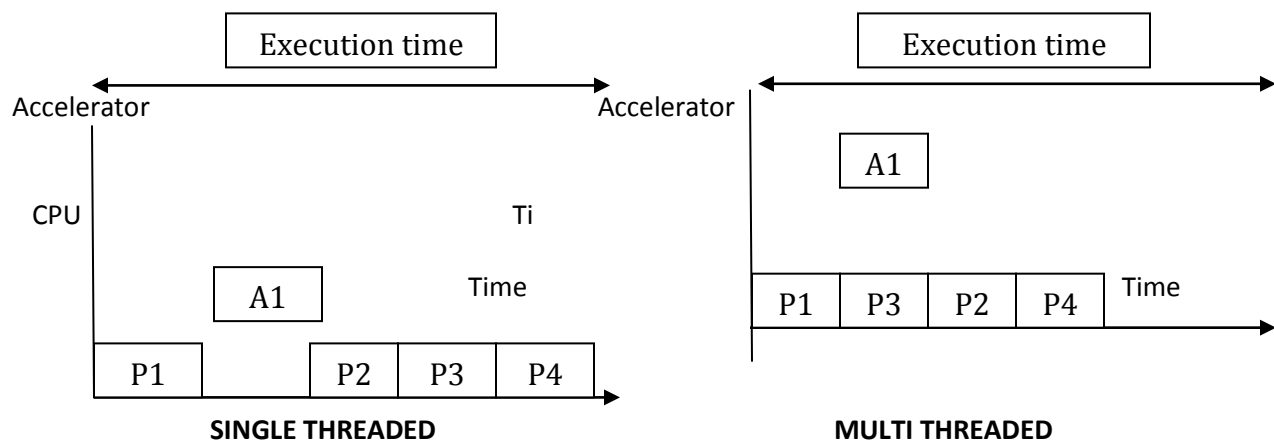 Execution time
Accelerator
CPU
Ti
Time
A1
P1 P2 P3 P4
SINGLE THREADED
Execution time
Accelerator
A1
Time
P1 P3 P2 P4
MULTI THREADED